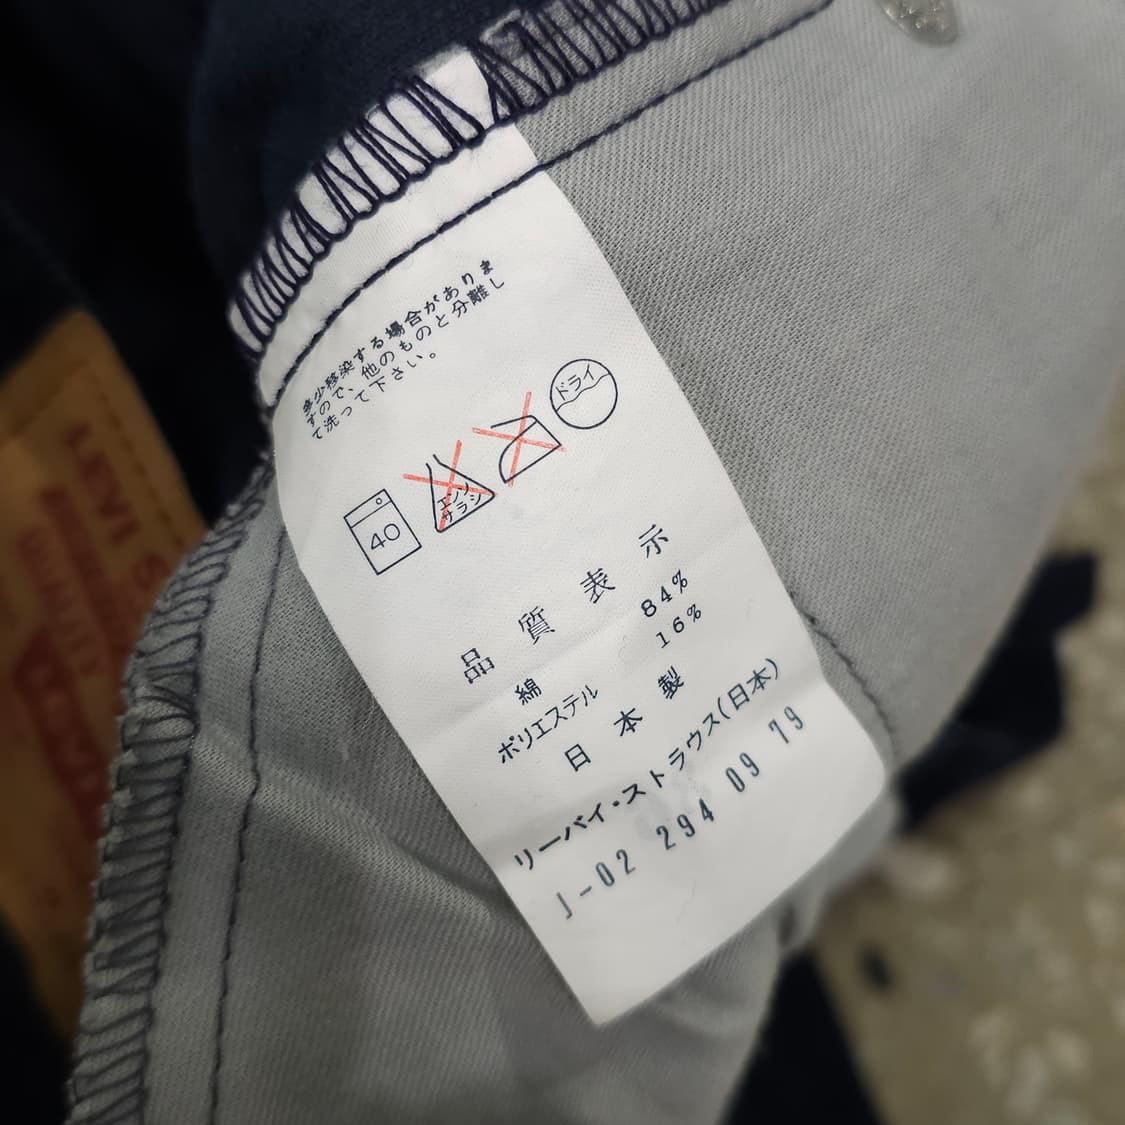 多少移染する場合がありま
すので、他のものと分離し
て洗って下さい。
40
エンソ
サラシ
ドライ
品質表示
綿 84%
ポリエステル 16%
日本製
リーバイ・ストラウス(日本)
J-02 294 09 79
LEVI S